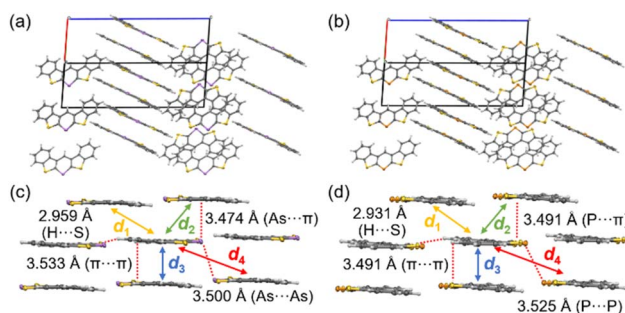 (a)
(b)
(c)
2.959 Å
(H⋯S)
d1
d2
3.474 Å (As⋯π)
3.533 Å (π⋯π)
d3
d4
3.500 Å (As⋯As)
(d)
2.931 Å
(H⋯S)
d1
d2
3.491 Å (P⋯π)
3.491 Å (π⋯π)
d3
d4
3.525 Å (P⋯P)